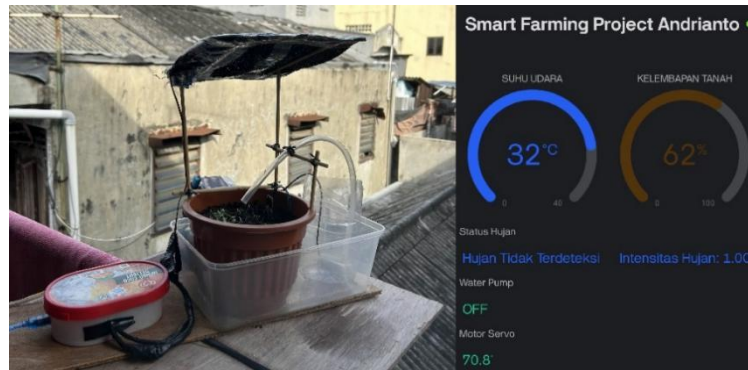 Smart Farming Project Andrianto
SUHU UDARA
KELEMBAPAN TANAH
32°C
62%
0
40
0
100
Status Hujan
Hujan Tidak Terdeteksi
Intensitas Hujan: 1.00
Water Pump
OFF
Motor Servo
70.8°